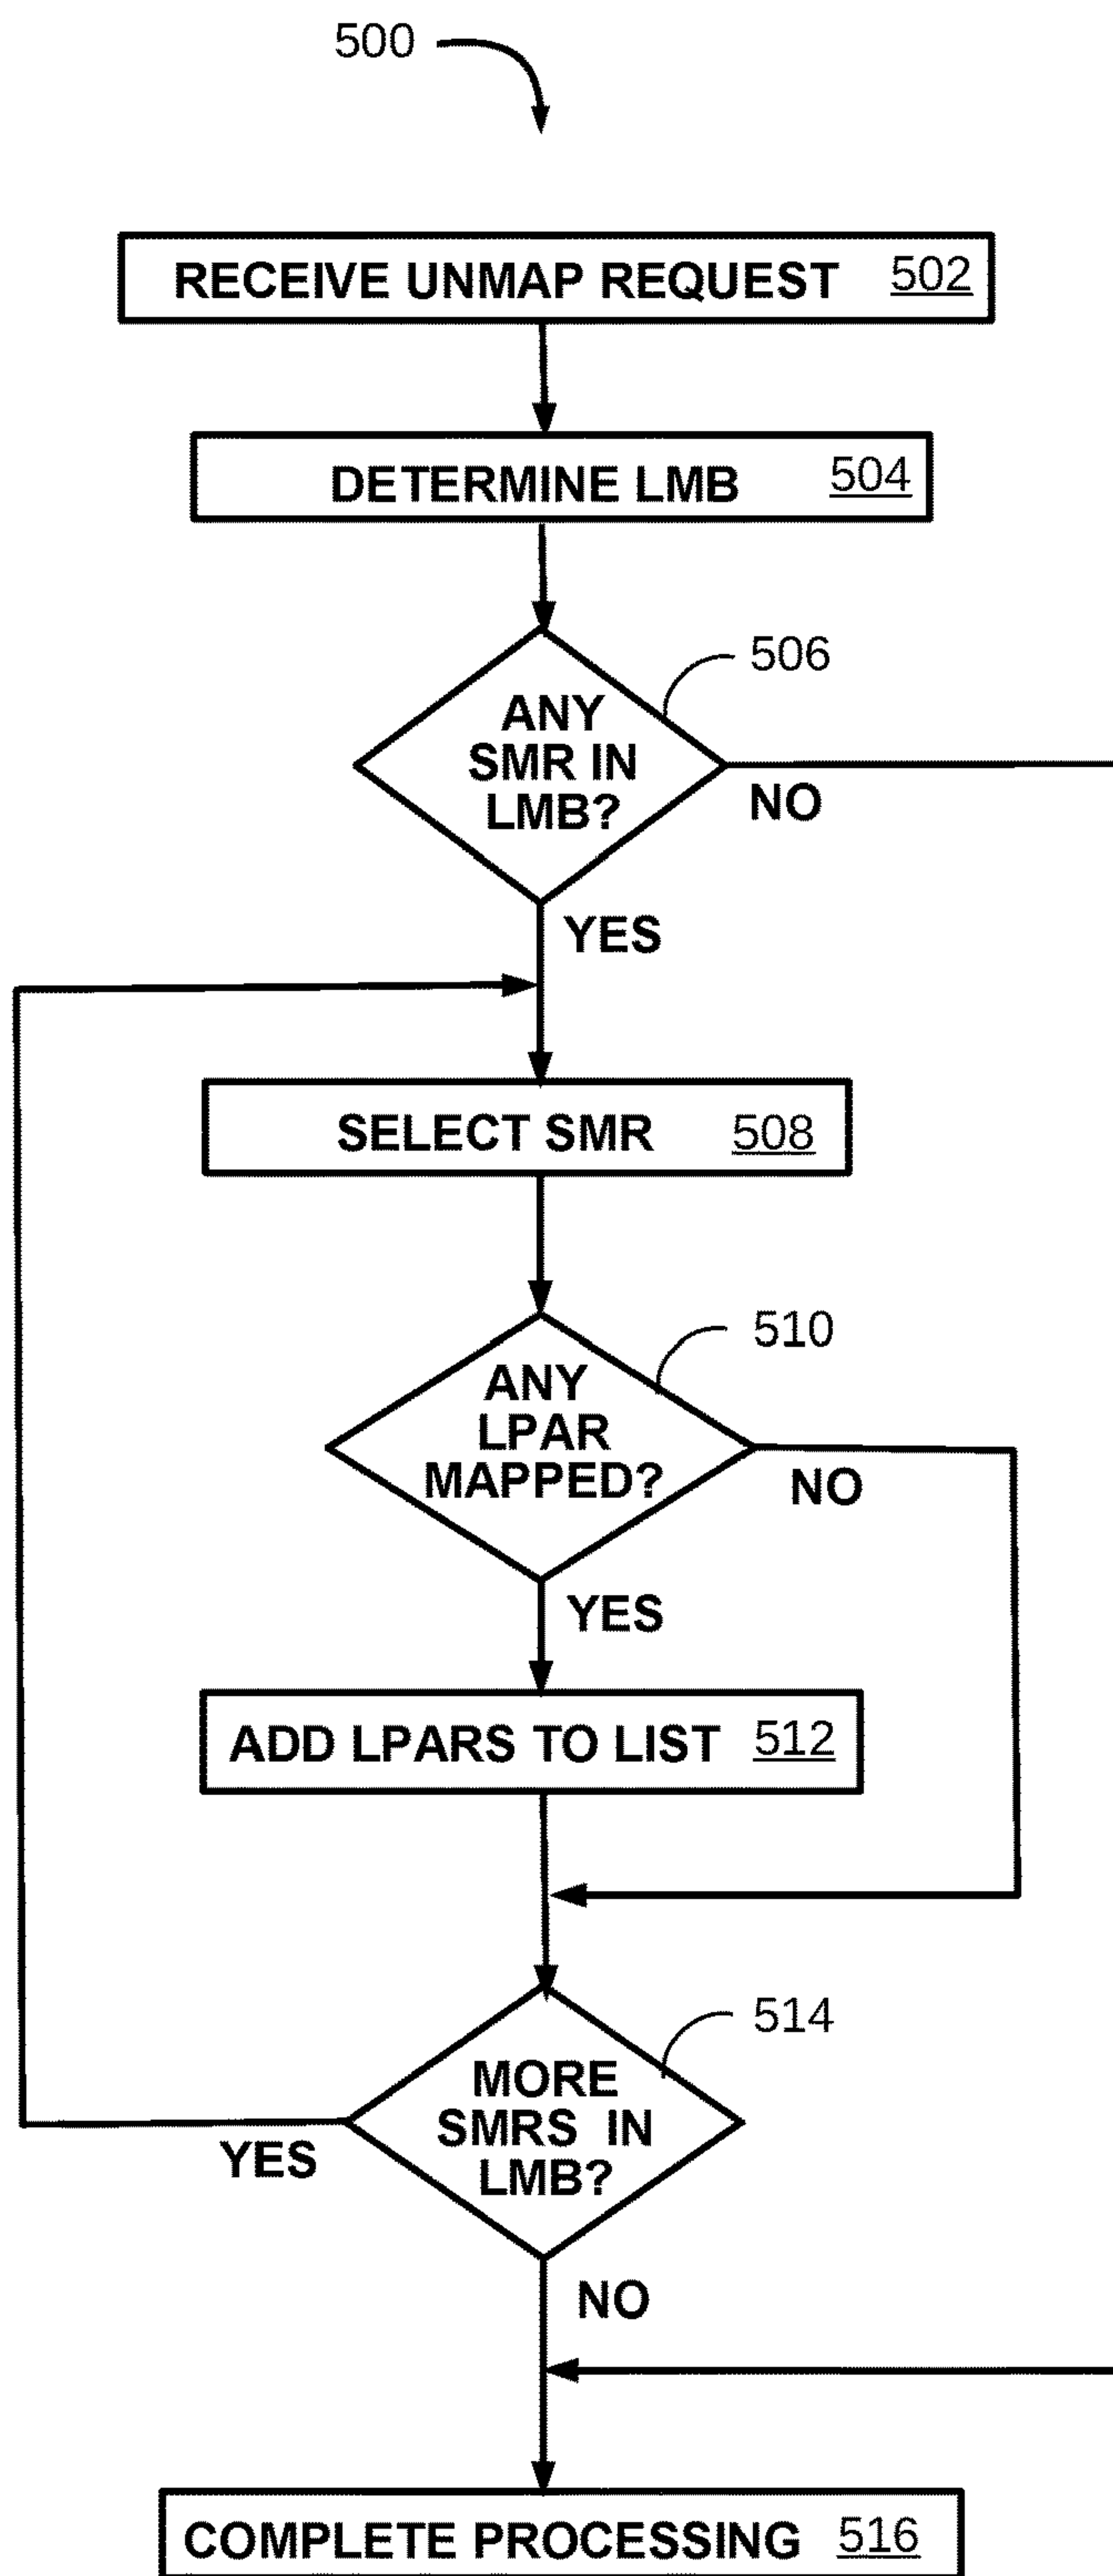 500
RECEIVE UNMAP REQUEST 502
DETERMINE LMB 504
506
ANY
SMR IN
LMB?
NO
YES
SELECT SMR 508
510
ANY
LPAR
MAPPED?
NO
YES
ADD LPARS TO LIST 512
514
MORE
SMRS IN
LMB?
YES
NO
COMPLETE PROCESSING 516